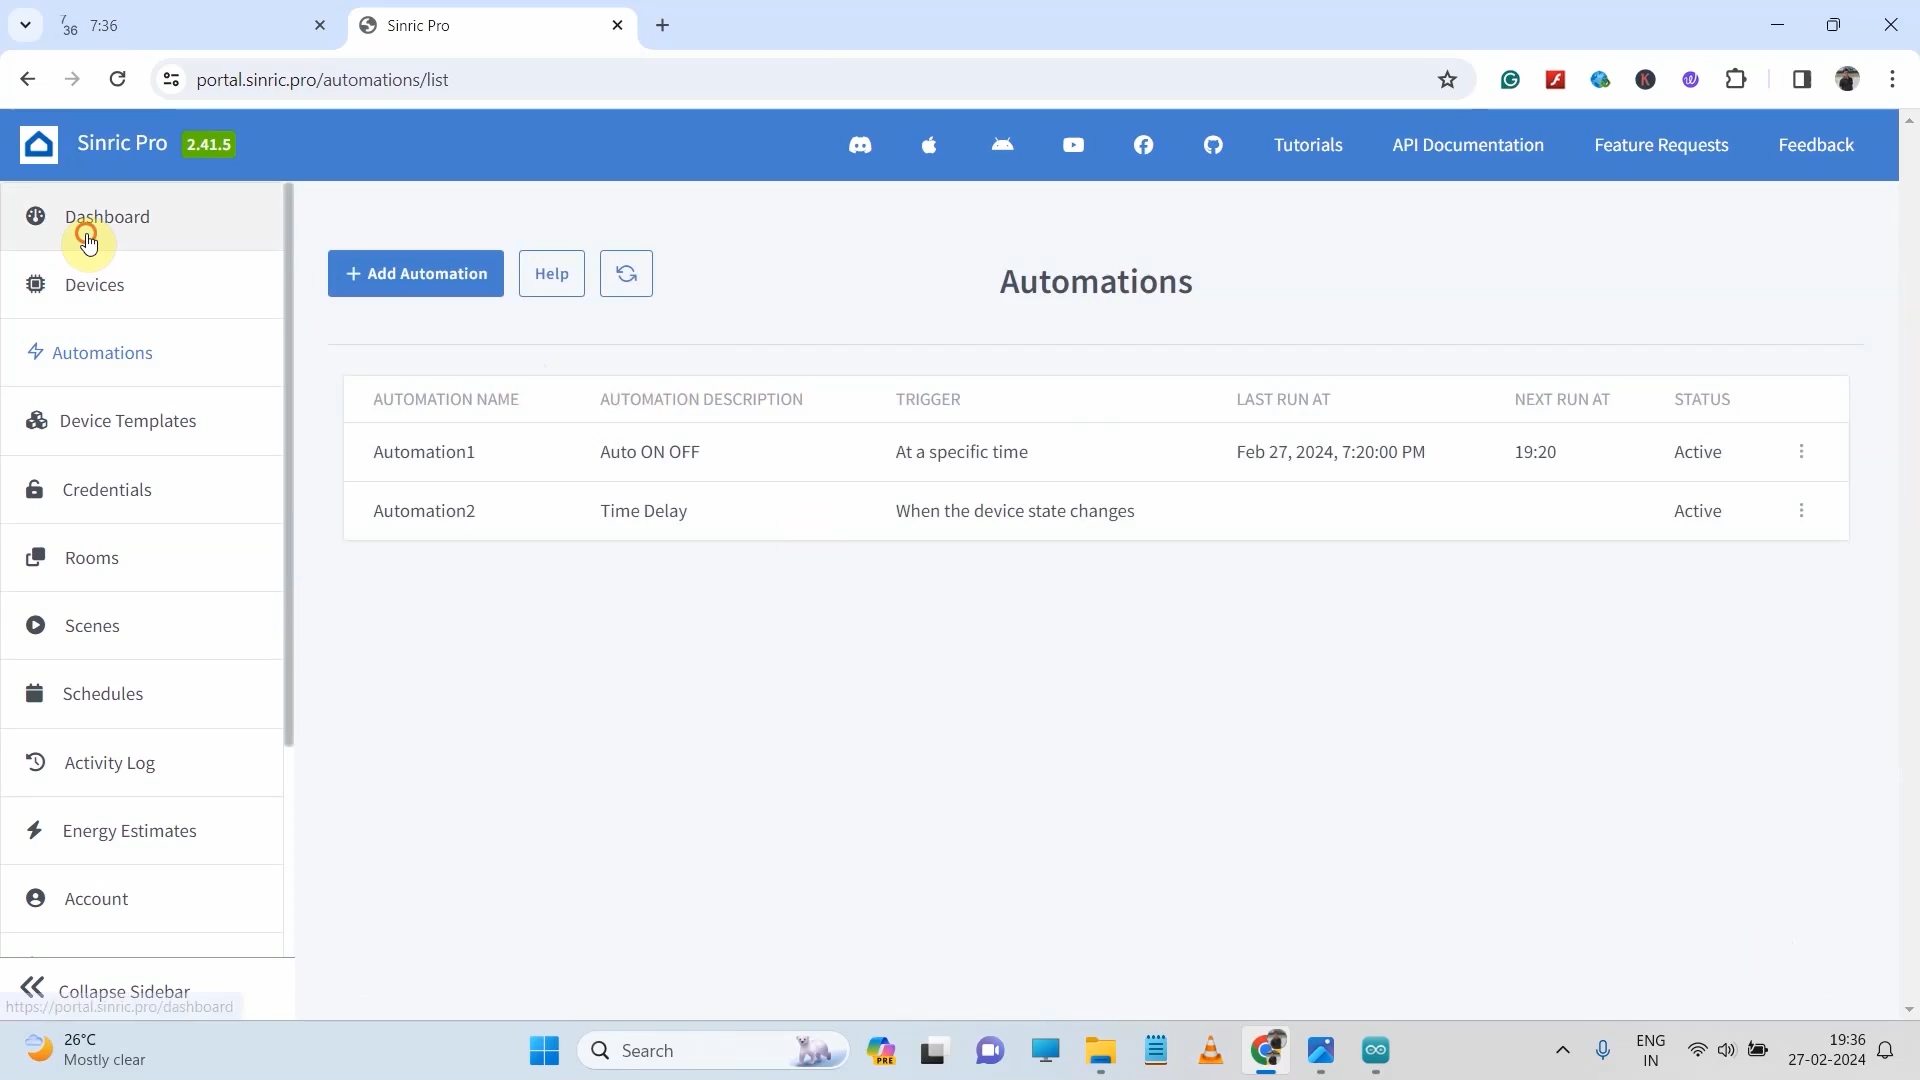 7
36
7:36
Sinric Pro
portal.sinric.pro/automations/list
Sinric Pro
2.41.5
Tutorials
API Documentation
Feature Requests
Feedback
Dashboard
Devices
Automations
Device Templates
Credentials
Rooms
Scenes
Schedules
Activity Log
Energy Estimates
Account
Collapse Sidebar
https://portal.sinric.pro/dashboard
+ Add Automation
Help
Automations
AUTOMATION NAME AUTOMATION DESCRIPTION TRIGGER LAST RUN AT NEXT RUN AT STATUS
Automation1 Auto ON OFF At a specific time Feb 27, 2024, 7:20:00 PM 19:20 Active
Automation2 Time Delay When the device state changes Active
26°C
Mostly clear
Search
PRE
ENG
IN
19:36
27-02-2024